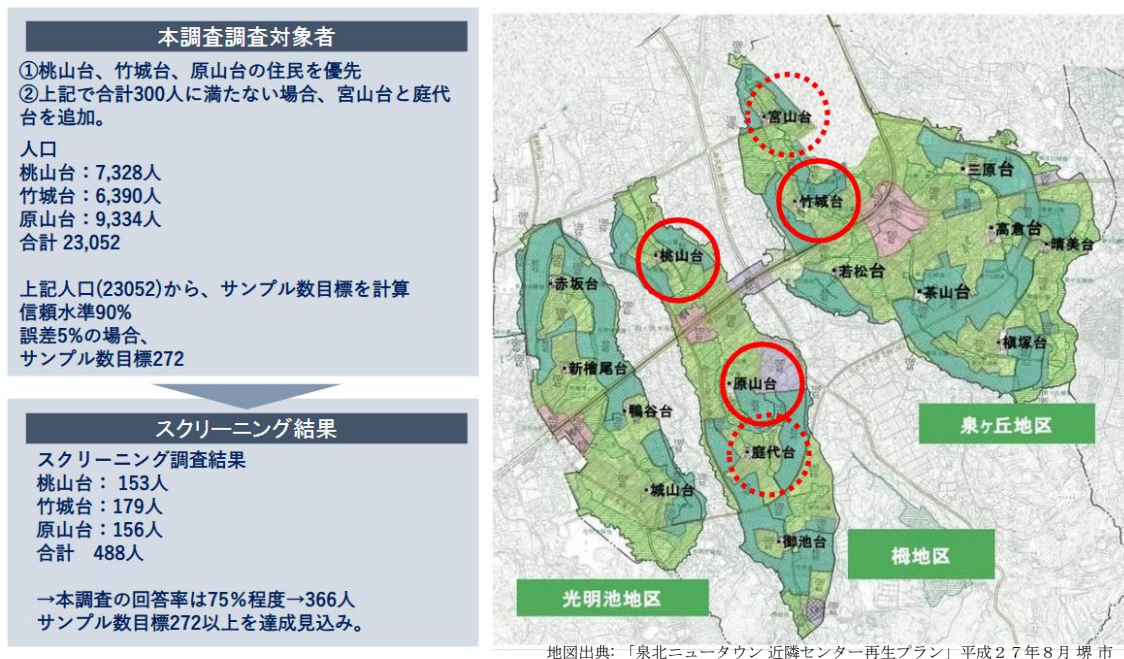 本調査調査対象者
①桃山台、竹城台、原山台の住民を優先
②上記で合計300人に満たない場合、宮山台と庭代
台を追加。
人口
桃山台：7,328人
竹城台：6,390人
原山台：9,334人
合計 23,052
上記人口(23052)から、サンプル数目標を計算
信頼水準90%
誤差5%の場合、
サンプル数目標272
スクリーニング結果
スクリーニング調査結果
桃山台： 153人
竹城台：179人
原山台：156人
合計　488人
→本調査の回答率は75％程度→366人
サンプル数目標272以上を達成見込み。
宮山台
竹城台
三原台
高倉台
晴美台
桃山台
若松台
茶山台
赤坂台
槇塚台
新檜尾台
原山台
鴨谷台
庭代台
城山台
御池台
泉ヶ丘地区
栂地区
光明池地区
地図出典: 「泉北ニュータウン 近隣センター再生プラン」平成２７年８月 堺 市